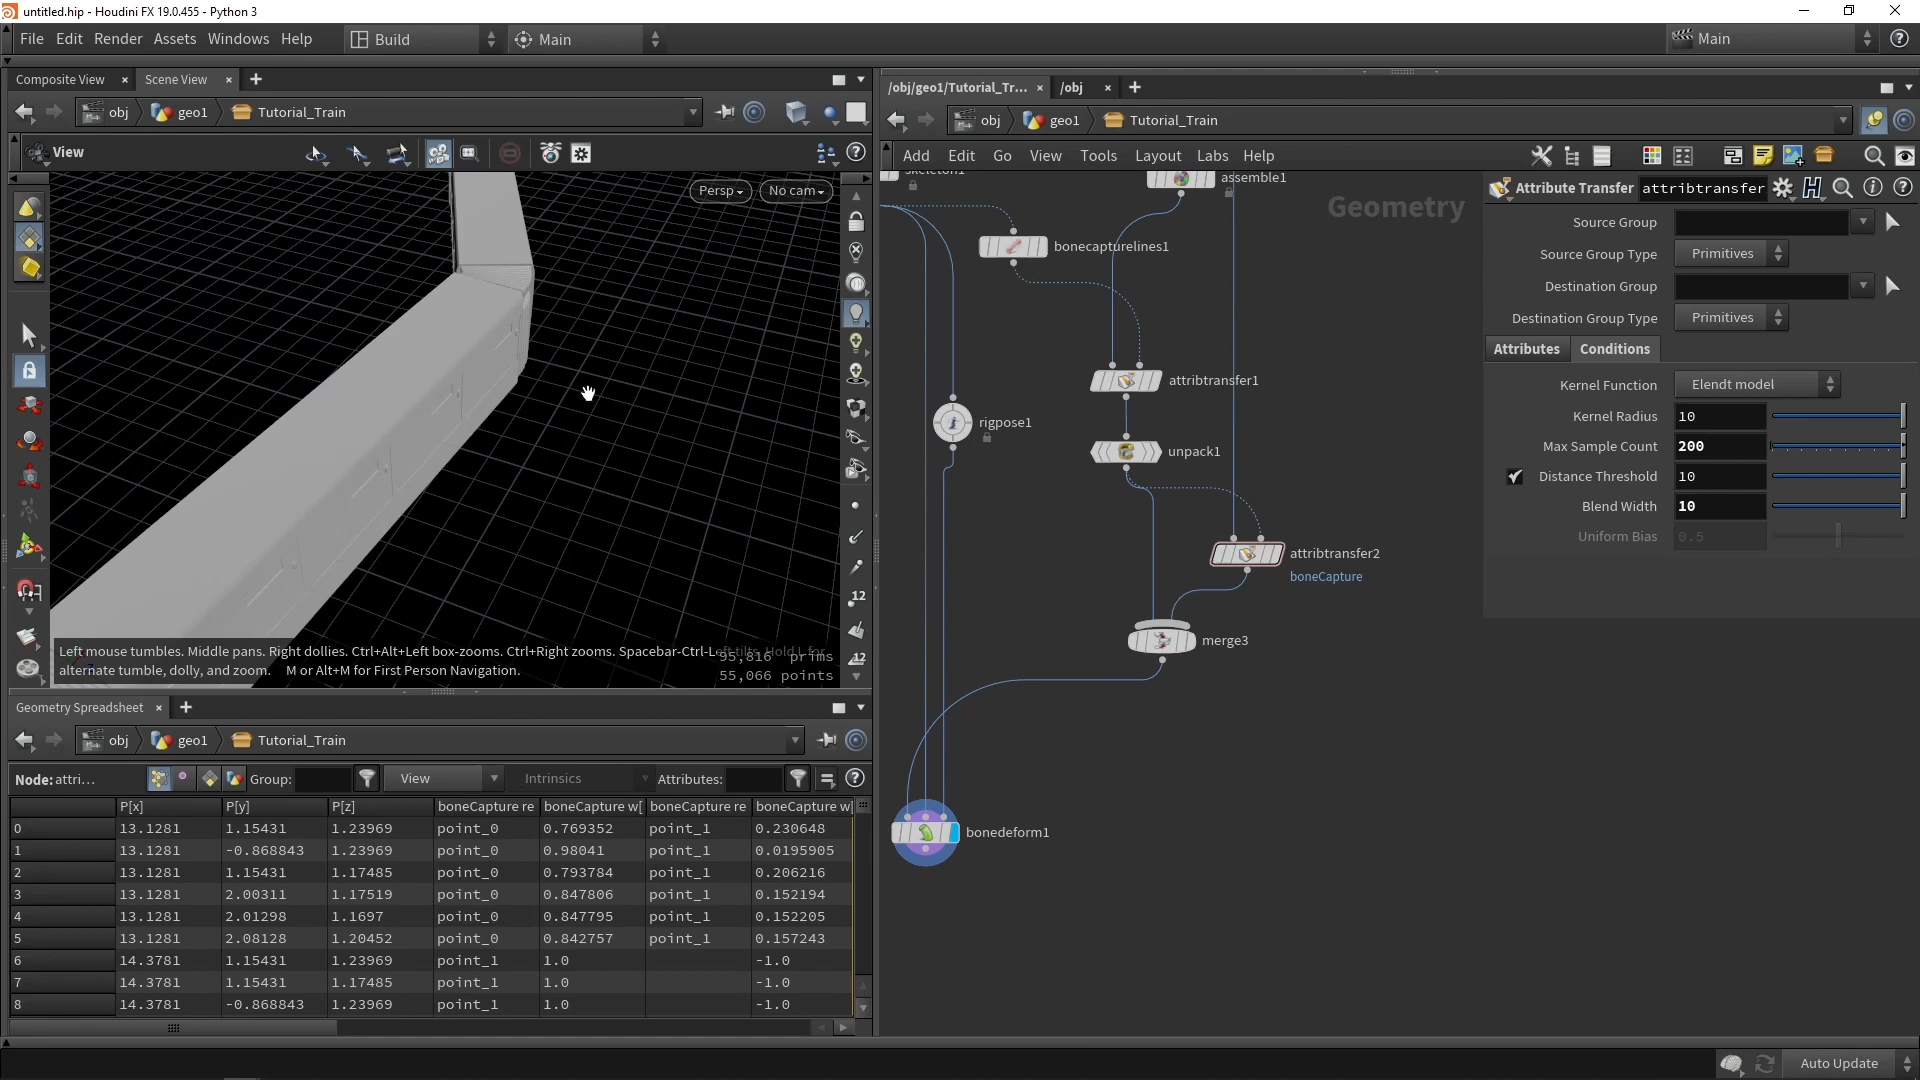 untitled.hip - Houdini FX 19.0.455 - Python 3
File Edit Render Assets Windows Help Build Main Main
Composite View Scene View
obj geo1 Tutorial_Train
View
Persp No cam
Left mouse tumbles. Middle pans. Right dollies. Ctrl+Alt+Left box-zooms. Ctrl+Right zooms. Spacebar-Ctrl-Left tilts. Hold L for
alternate tumble, dolly, and zoom. M or Alt+M for First Person Navigation.
95,816 prims
55,066 points
12
12
Geometry Spreadsheet
obj geo1 Tutorial_Train
Node: attri... Group: View Intrinsics Attributes:
P[x] P[y] P[z] boneCapture re boneCapture w[ boneCapture re boneCapture w[
0 13.1281 1.15431 1.23969 point_0 0.769352 point_1 0.230648
1 13.1281 -0.868843 1.23969 point_0 0.98041 point_1 0.0195905
2 13.1281 1.15431 1.17485 point_0 0.793784 point_1 0.206216
3 13.1281 2.00311 1.17519 point_0 0.847806 point_1 0.152194
4 13.1281 2.01298 1.1697 point_0 0.847795 point_1 0.152205
5 13.1281 2.08128 1.20452 point_0 0.842757 point_1 0.157243
6 14.3781 1.15431 1.23969 point_1 1.0 -1.0
7 14.3781 1.15431 1.17485 point_1 1.0 -1.0
8 14.3781 -0.868843 1.23969 point_1 1.0 -1.0
/obj/geo1/Tutorial_Tr... /obj
obj geo1 Tutorial_Train
Add Edit Go View Tools Layout Labs Help
skeleton1
assemble1
Geometry
bonecapturelines1
attribtransfer1
rigpose1
unpack1
attribtransfer2
boneCapture
merge3
bonedeform1
Attribute Transfer attribtransfer
Source Group
Source Group Type Primitives
Destination Group
Destination Group Type Primitives
Attributes Conditions
Kernel Function Elendt model
Kernel Radius 10
Max Sample Count 200
Distance Threshold 10
Blend Width 10
Uniform Bias 0.5
Auto Update